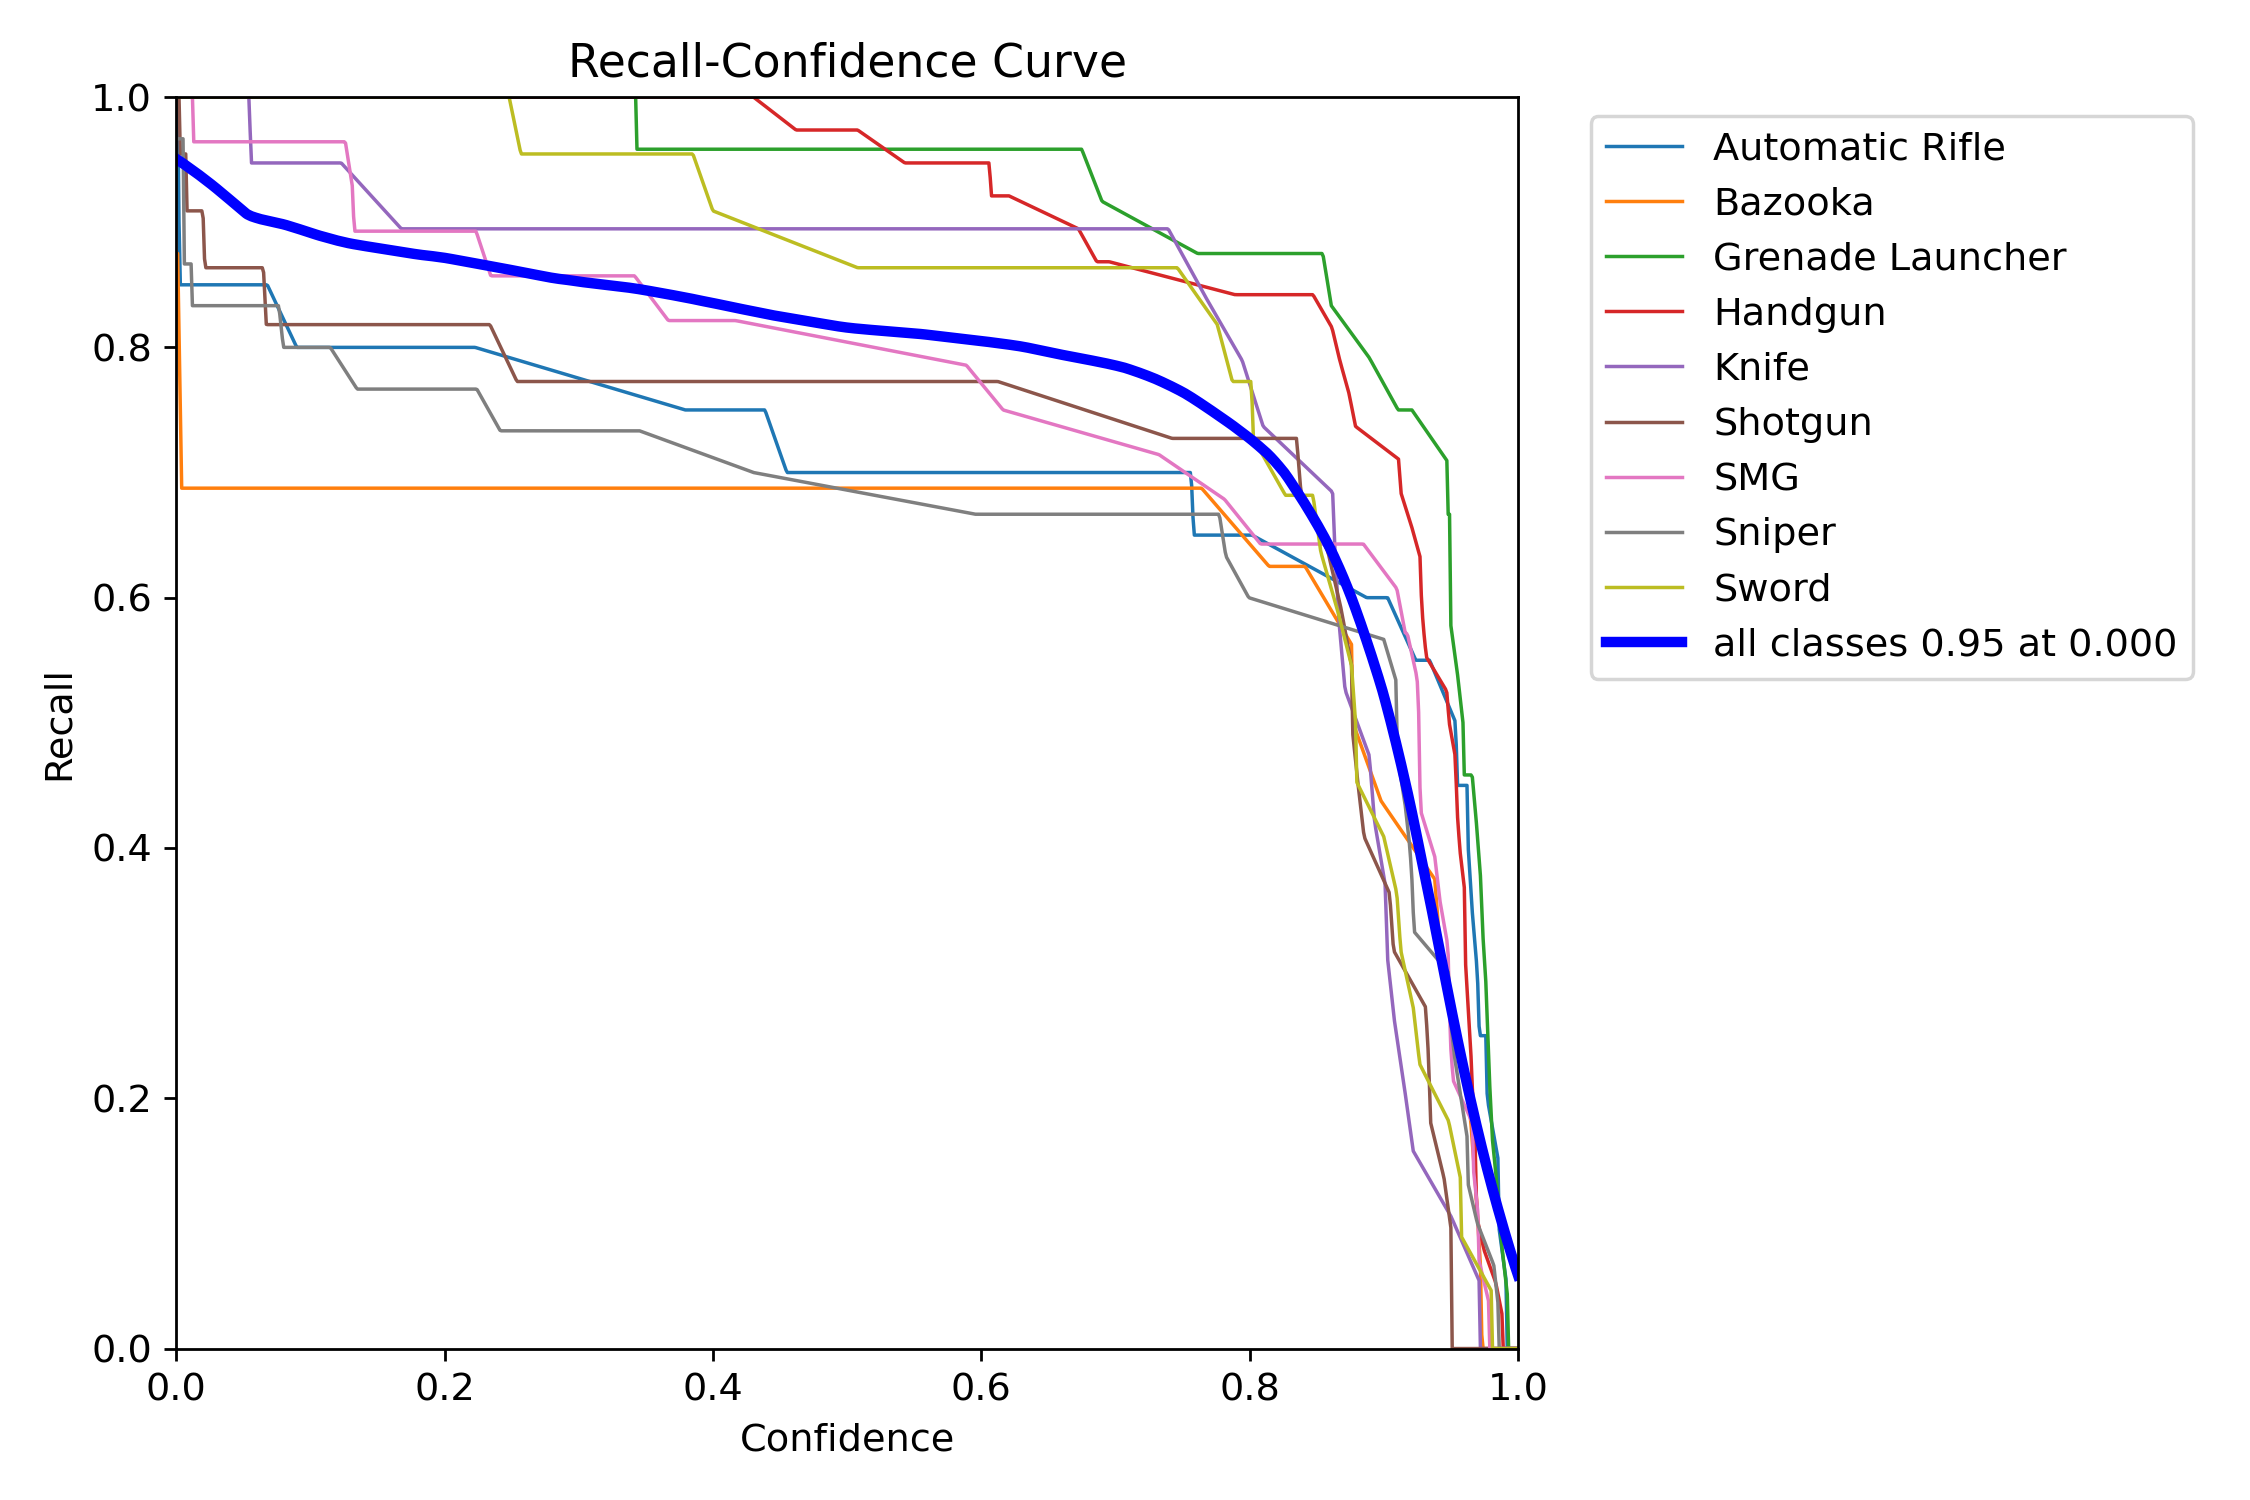 Recall-Confidence Curve
1.0
0.8
0.6
0.4
0.2
0.0
Recall
0.0 0.2 0.4 0.6 0.8 1.0
Confidence
Automatic Rifle
Bazooka
Grenade Launcher
Handgun
Knife
Shotgun
SMG
Sniper
Sword
all classes 0.95 at 0.000